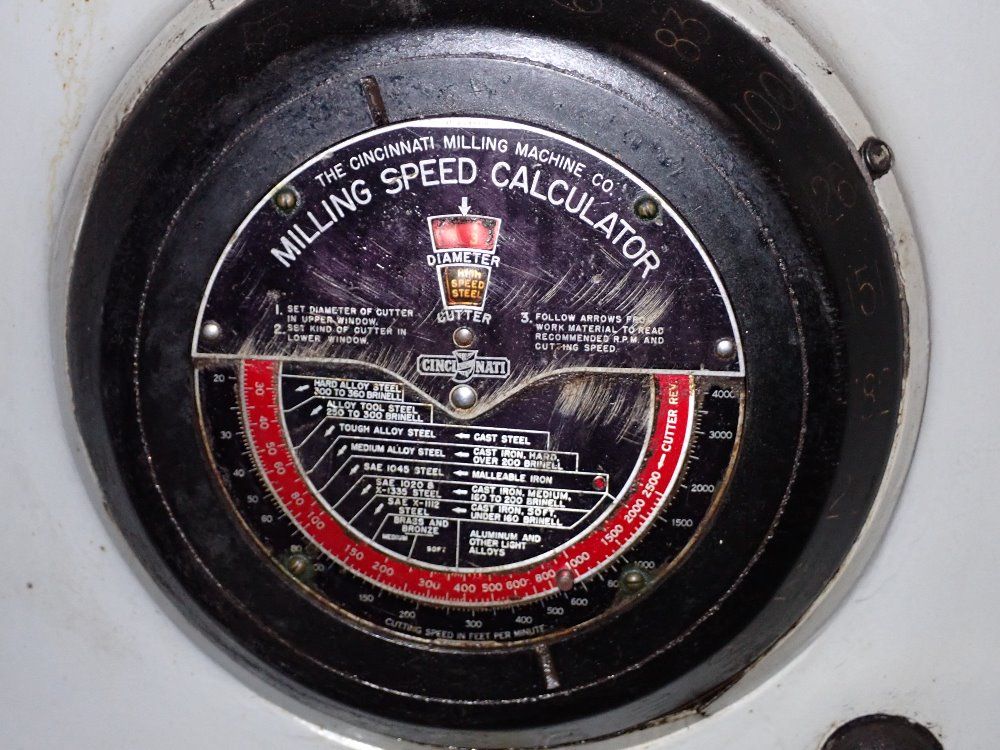 83
100
THE CINCINNATI MILLING MACHINE CO.
MILLING SPEED CALCULATOR
DIAMETER
HIGH
SPEED
STEEL
CUTTER
1. SET DIAMETER OF CUTTER
IN UPPER WINDOW.
2. SET KIND OF CUTTER IN
LOWER WINDOW.
3. FOLLOW ARROWS FROM
WORK MATERIAL TO READ
RECOMMENDED R.P.M. AND
CUTTING SPEED.
CINCINNATI
HARD ALLOY STEEL
300 TO 360 BRINELL
ALLOY TOOL STEEL
250 TO 300 BRINELL
TOUGH ALLOY STEEL
CAST STEEL
MEDIUM ALLOY STEEL
CAST IRON, HARD,
OVER 200 BRINELL
SAE 1045 STEEL
MALLEABLE IRON
SAE 1020 &
X-1335 STEEL
CAST IRON, MEDIUM,
160 TO 200 BRINELL
SAE X-1112
STEEL
CAST IRON, SOFT,
UNDER 160 BRINELL
BRASS AND
BRONZE
MEDIUM
SOFT
ALUMINUM AND
OTHER LIGHT
ALLOYS
30 40 50 60 80 100 150 200 300 400 500 600 800 1000 1500 2000 2500 CUTTER REV.
20 30 40 50 60 80 150 200 300 400 500 600 800 1000 1500 2000 3000 4000
CUTTING SPEED IN FEET PER MINUTE